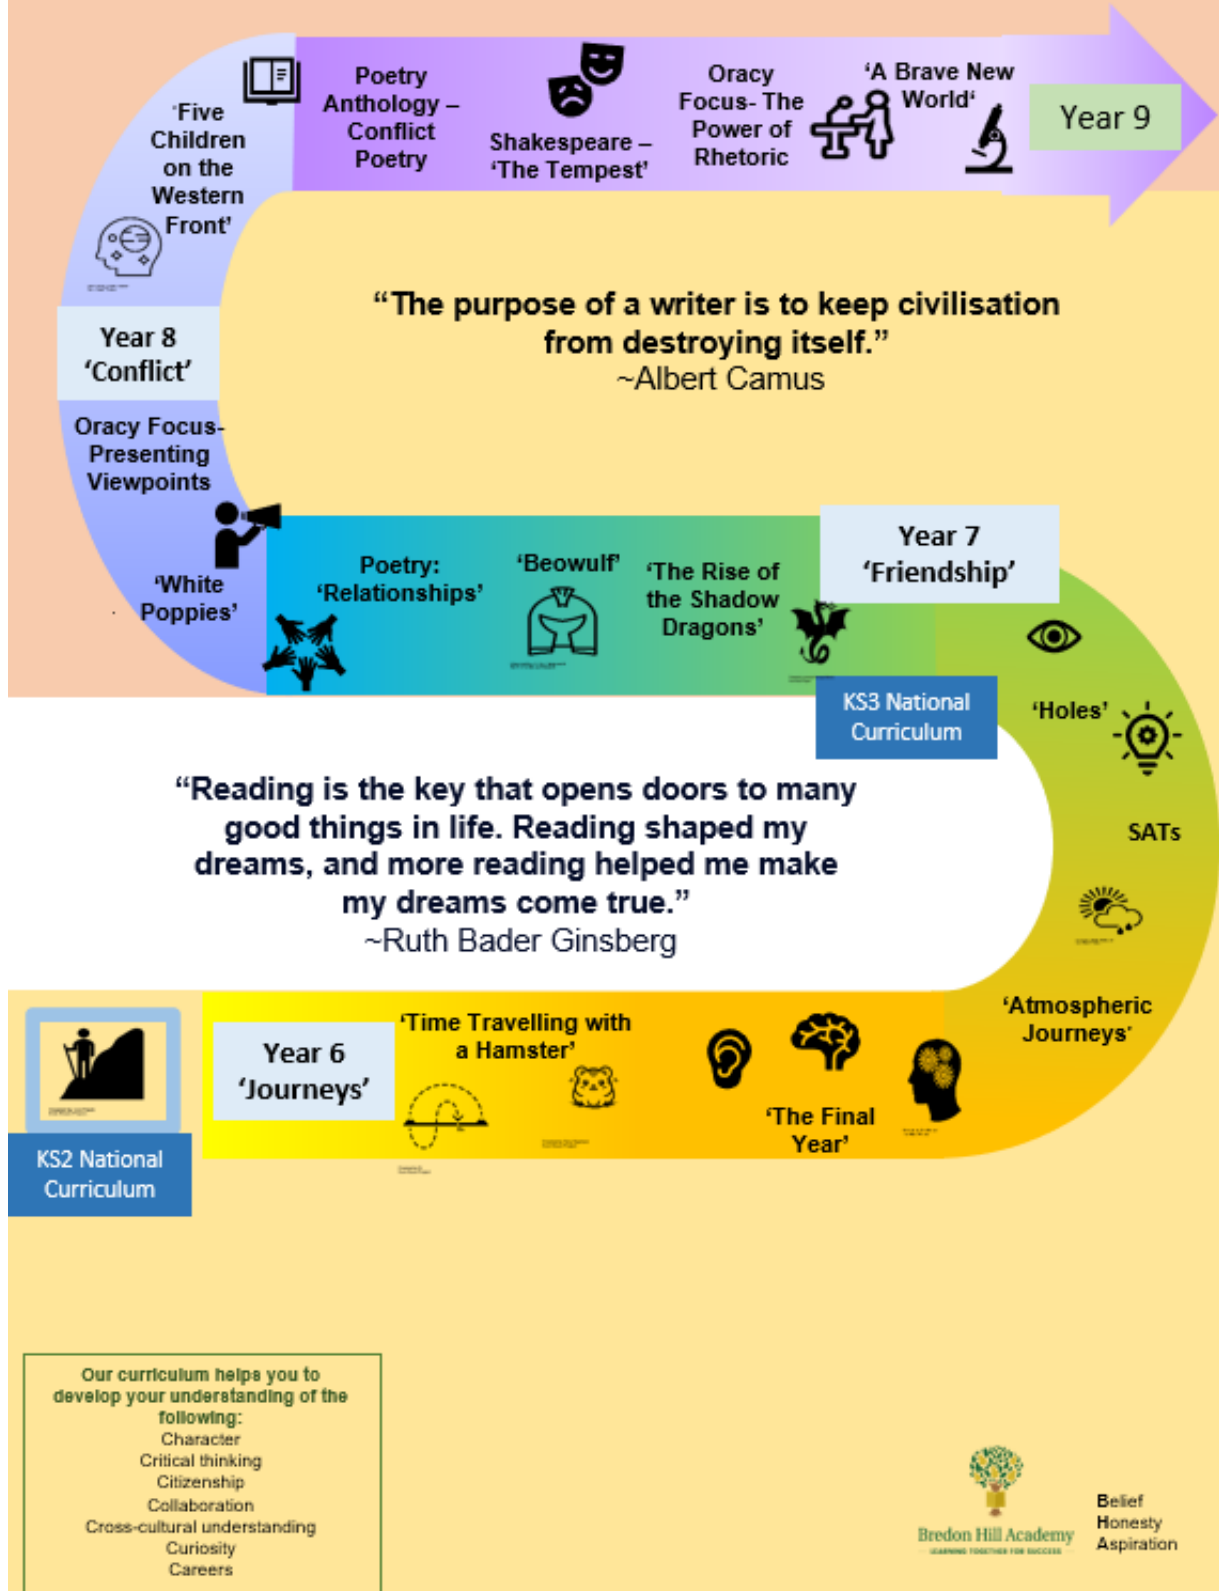 Poetry
Anthology –
Conflict
Poetry
Shakespeare –
'The Tempest'
Oracy
Focus- The
Power of
Rhetoric
'A Brave New
World'
Year 9
'Five
Children
on the
Western
Front'
"The purpose of a writer is to keep civilisation
from destroying itself."
~Albert Camus
Year 8
'Conflict'
Oracy Focus-
Presenting
Viewpoints
'White
Poppies'
Poetry:
'Relationships'
'Beowulf'
'The Rise of
the Shadow
Dragons'
Year 7
'Friendship'
KS3 National
Curriculum
'Holes'
SATs
"Reading is the key that opens doors to many
good things in life. Reading shaped my
dreams, and more reading helped me make
my dreams come true."
~Ruth Bader Ginsberg
'Atmospheric
Journeys'
Year 6
'Journeys'
'Time Travelling with
a Hamster'
'The Final
Year'
KS2 National
Curriculum
Our curriculum helps you to
develop your understanding of the
following:
Character
Critical thinking
Citizenship
Collaboration
Cross-cultural understanding
Curiosity
Careers
Bredon Hill Academy
LEARNING TOGETHER FOR SUCCESS
Belief
Honesty
Aspiration